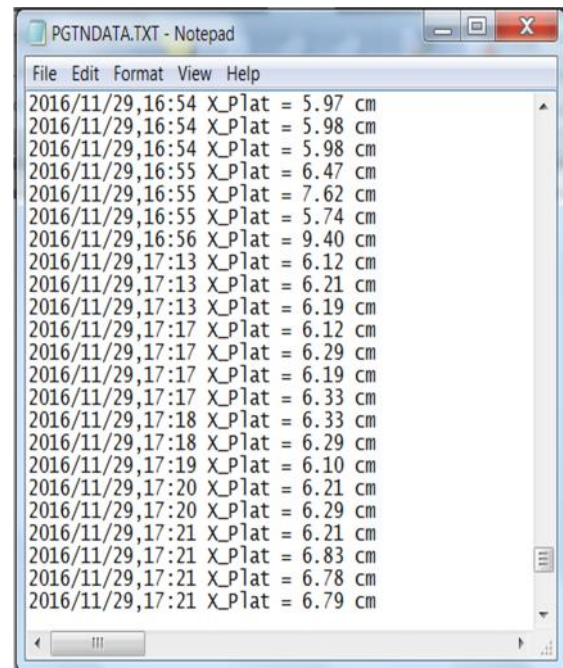 PGTNDATA.TXT - Notepad
File Edit Format View Help
2016/11/29,16:54 X_Plat = 5.97 cm
2016/11/29,16:54 X_Plat = 5.98 cm
2016/11/29,16:54 X_Plat = 5.98 cm
2016/11/29,16:55 X_Plat = 6.47 cm
2016/11/29,16:55 X_Plat = 7.62 cm
2016/11/29,16:55 X_Plat = 5.74 cm
2016/11/29,16:56 X_Plat = 9.40 cm
2016/11/29,17:13 X_Plat = 6.12 cm
2016/11/29,17:13 X_Plat = 6.21 cm
2016/11/29,17:13 X_Plat = 6.19 cm
2016/11/29,17:17 X_Plat = 6.12 cm
2016/11/29,17:17 X_Plat = 6.29 cm
2016/11/29,17:17 X_Plat = 6.19 cm
2016/11/29,17:17 X_Plat = 6.33 cm
2016/11/29,17:18 X_Plat = 6.33 cm
2016/11/29,17:18 X_Plat = 6.29 cm
2016/11/29,17:19 X_Plat = 6.10 cm
2016/11/29,17:20 X_Plat = 6.21 cm
2016/11/29,17:20 X_Plat = 6.29 cm
2016/11/29,17:21 X_Plat = 6.21 cm
2016/11/29,17:21 X_Plat = 6.83 cm
2016/11/29,17:21 X_Plat = 6.78 cm
2016/11/29,17:21 X_Plat = 6.79 cm